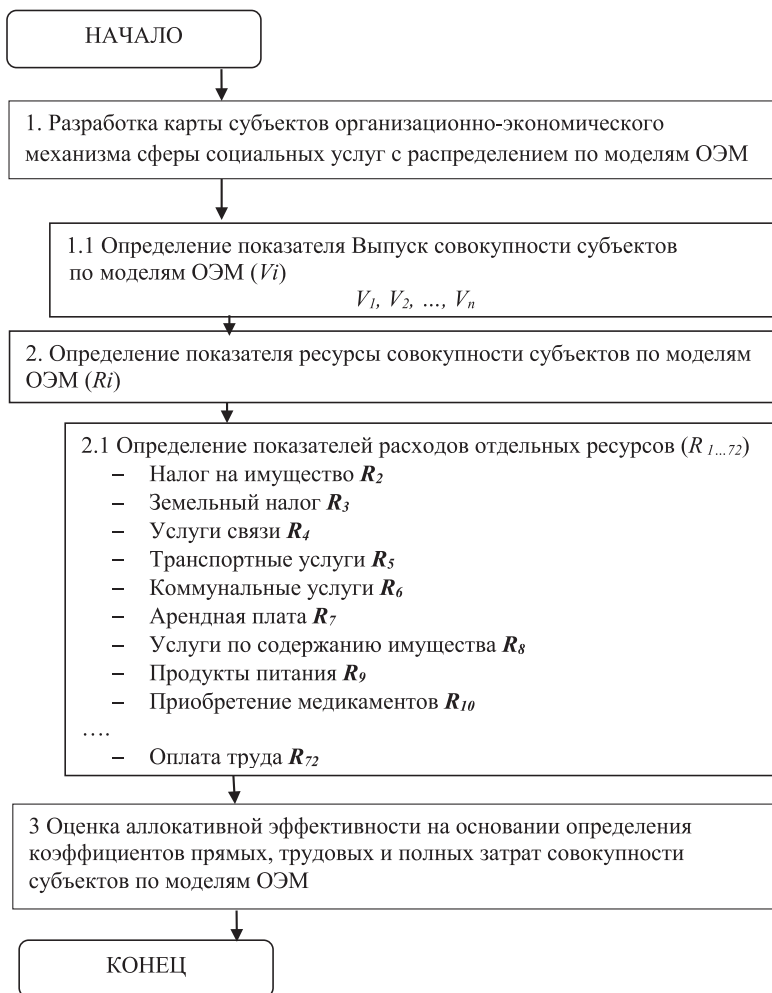 НАЧАЛО
1. Разработка карты субъектов организационно-экономического
механизма сферы социальных услуг с распределением по моделям ОЭМ
1.1 Определение показателя Выпуск совокупности субъектов
по моделям ОЭМ (Vi)
V1, V2, …, Vn
2. Определение показателя ресурсы совокупности субъектов по моделям
ОЭМ (Ri)
2.1 Определение показателей расходов отдельных ресурсов (R 1…72)
– Налог на имущество R2
– Земельный налог R3
– Услуги связи R4
– Транспортные услуги R5
– Коммунальные услуги R6
– Арендная плата R7
– Услуги по содержанию имущества R8
– Продукты питания R9
– Приобретение медикаментов R10
….
– Оплата труда R72
3 Оценка аллокативной эффективности на основании определения
коэффициентов прямых, трудовых и полных затрат совокупности
субъектов по моделям ОЭМ
КОНЕЦ